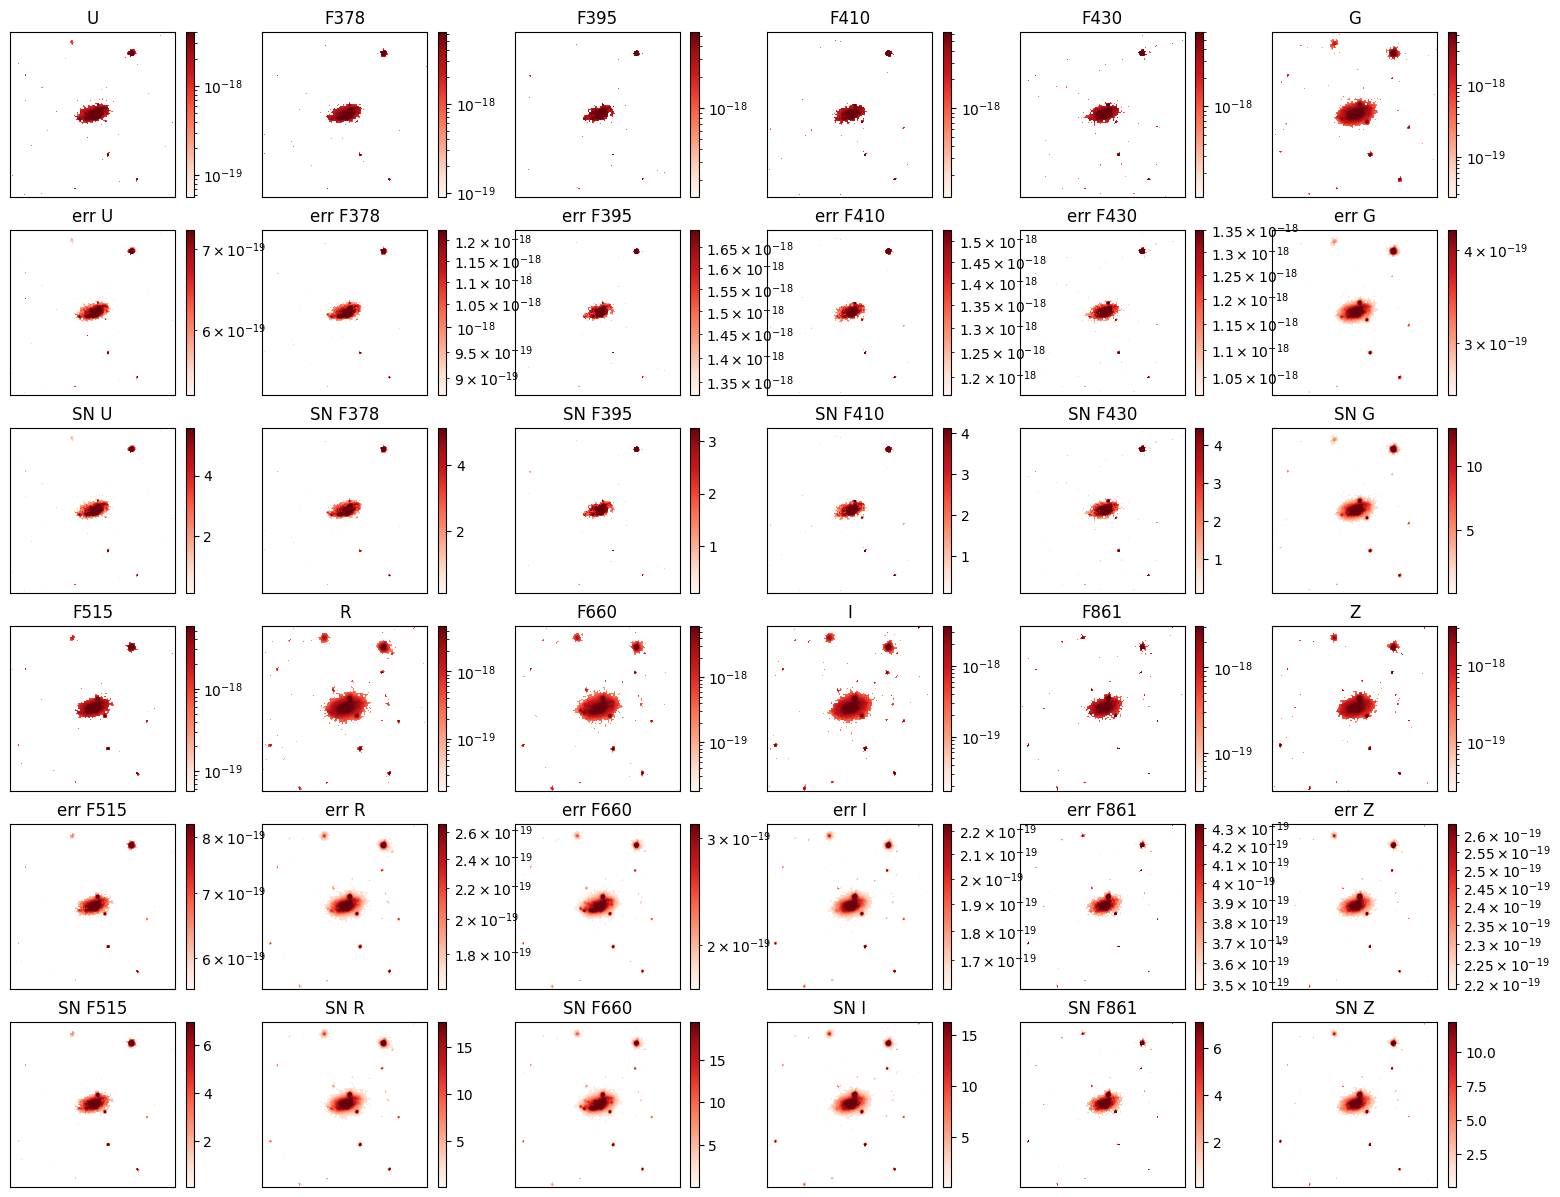 U F378 F395 F410 F430 G
10⁻¹⁸ 10⁻¹⁸ 10⁻¹⁸ 10⁻¹⁸ 10⁻¹⁸ 10⁻¹⁸
10⁻¹⁹ 10⁻¹⁹ 10⁻¹⁹
err U err F378 err F395 err F410 err F430 err G
7 × 10⁻¹⁹
6 × 10⁻¹⁹
1.2 × 10⁻¹⁸
1.15 × 10⁻¹⁸
1.1 × 10⁻¹⁸
1.05 × 10⁻¹⁸
10⁻¹⁸
9.5 × 10⁻¹⁹
9 × 10⁻¹⁹
1.65 × 10⁻¹⁸
1.6 × 10⁻¹⁸
1.55 × 10⁻¹⁸
1.5 × 10⁻¹⁸
1.45 × 10⁻¹⁸
1.4 × 10⁻¹⁸
1.35 × 10⁻¹⁸
1.5 × 10⁻¹⁸
1.45 × 10⁻¹⁸
1.4 × 10⁻¹⁸
1.35 × 10⁻¹⁸
1.3 × 10⁻¹⁸
1.25 × 10⁻¹⁸
1.2 × 10⁻¹⁸
1.35 × 10⁻¹⁸
1.3 × 10⁻¹⁸
1.25 × 10⁻¹⁸
1.2 × 10⁻¹⁸
1.15 × 10⁻¹⁸
1.1 × 10⁻¹⁸
1.05 × 10⁻¹⁸
4 × 10⁻¹⁹
3 × 10⁻¹⁹
SN U SN F378 SN F395 SN F410 SN F430 SN G
4
2
4
2
3
2
1
4
3
2
1
4
3
2
1
10
5
F515 R F660 I F861 Z
10⁻¹⁸ 10⁻¹⁸ 10⁻¹⁸ 10⁻¹⁸ 10⁻¹⁸ 10⁻¹⁸
10⁻¹⁹ 10⁻¹⁹ 10⁻¹⁹ 10⁻¹⁹ 10⁻¹⁹ 10⁻¹⁹
err F515 err R err F660 err I err F861 err Z
8 × 10⁻¹⁹
7 × 10⁻¹⁹
6 × 10⁻¹⁹
2.6 × 10⁻¹⁹
2.4 × 10⁻¹⁹
2.2 × 10⁻¹⁹
2 × 10⁻¹⁹
1.8 × 10⁻¹⁹
3 × 10⁻¹⁹
2 × 10⁻¹⁹
2.2 × 10⁻¹⁹
2.1 × 10⁻¹⁹
2 × 10⁻¹⁹
1.9 × 10⁻¹⁹
1.8 × 10⁻¹⁹
1.7 × 10⁻¹⁹
4.3 × 10⁻¹⁹
4.2 × 10⁻¹⁹
4.1 × 10⁻¹⁹
4 × 10⁻¹⁹
3.9 × 10⁻¹⁹
3.8 × 10⁻¹⁹
3.7 × 10⁻¹⁹
3.6 × 10⁻¹⁹
3.5 × 10⁻¹⁹
2.6 × 10⁻¹⁹
2.55 × 10⁻¹⁹
2.5 × 10⁻¹⁹
2.45 × 10⁻¹⁹
2.4 × 10⁻¹⁹
2.35 × 10⁻¹⁹
2.3 × 10⁻¹⁹
2.25 × 10⁻¹⁹
2.2 × 10⁻¹⁹
SN F515 SN R SN F660 SN I SN F861 SN Z
6
4
2
15
10
5
15
10
5
15
10
5
6
4
2
10.0
7.5
5.0
2.5